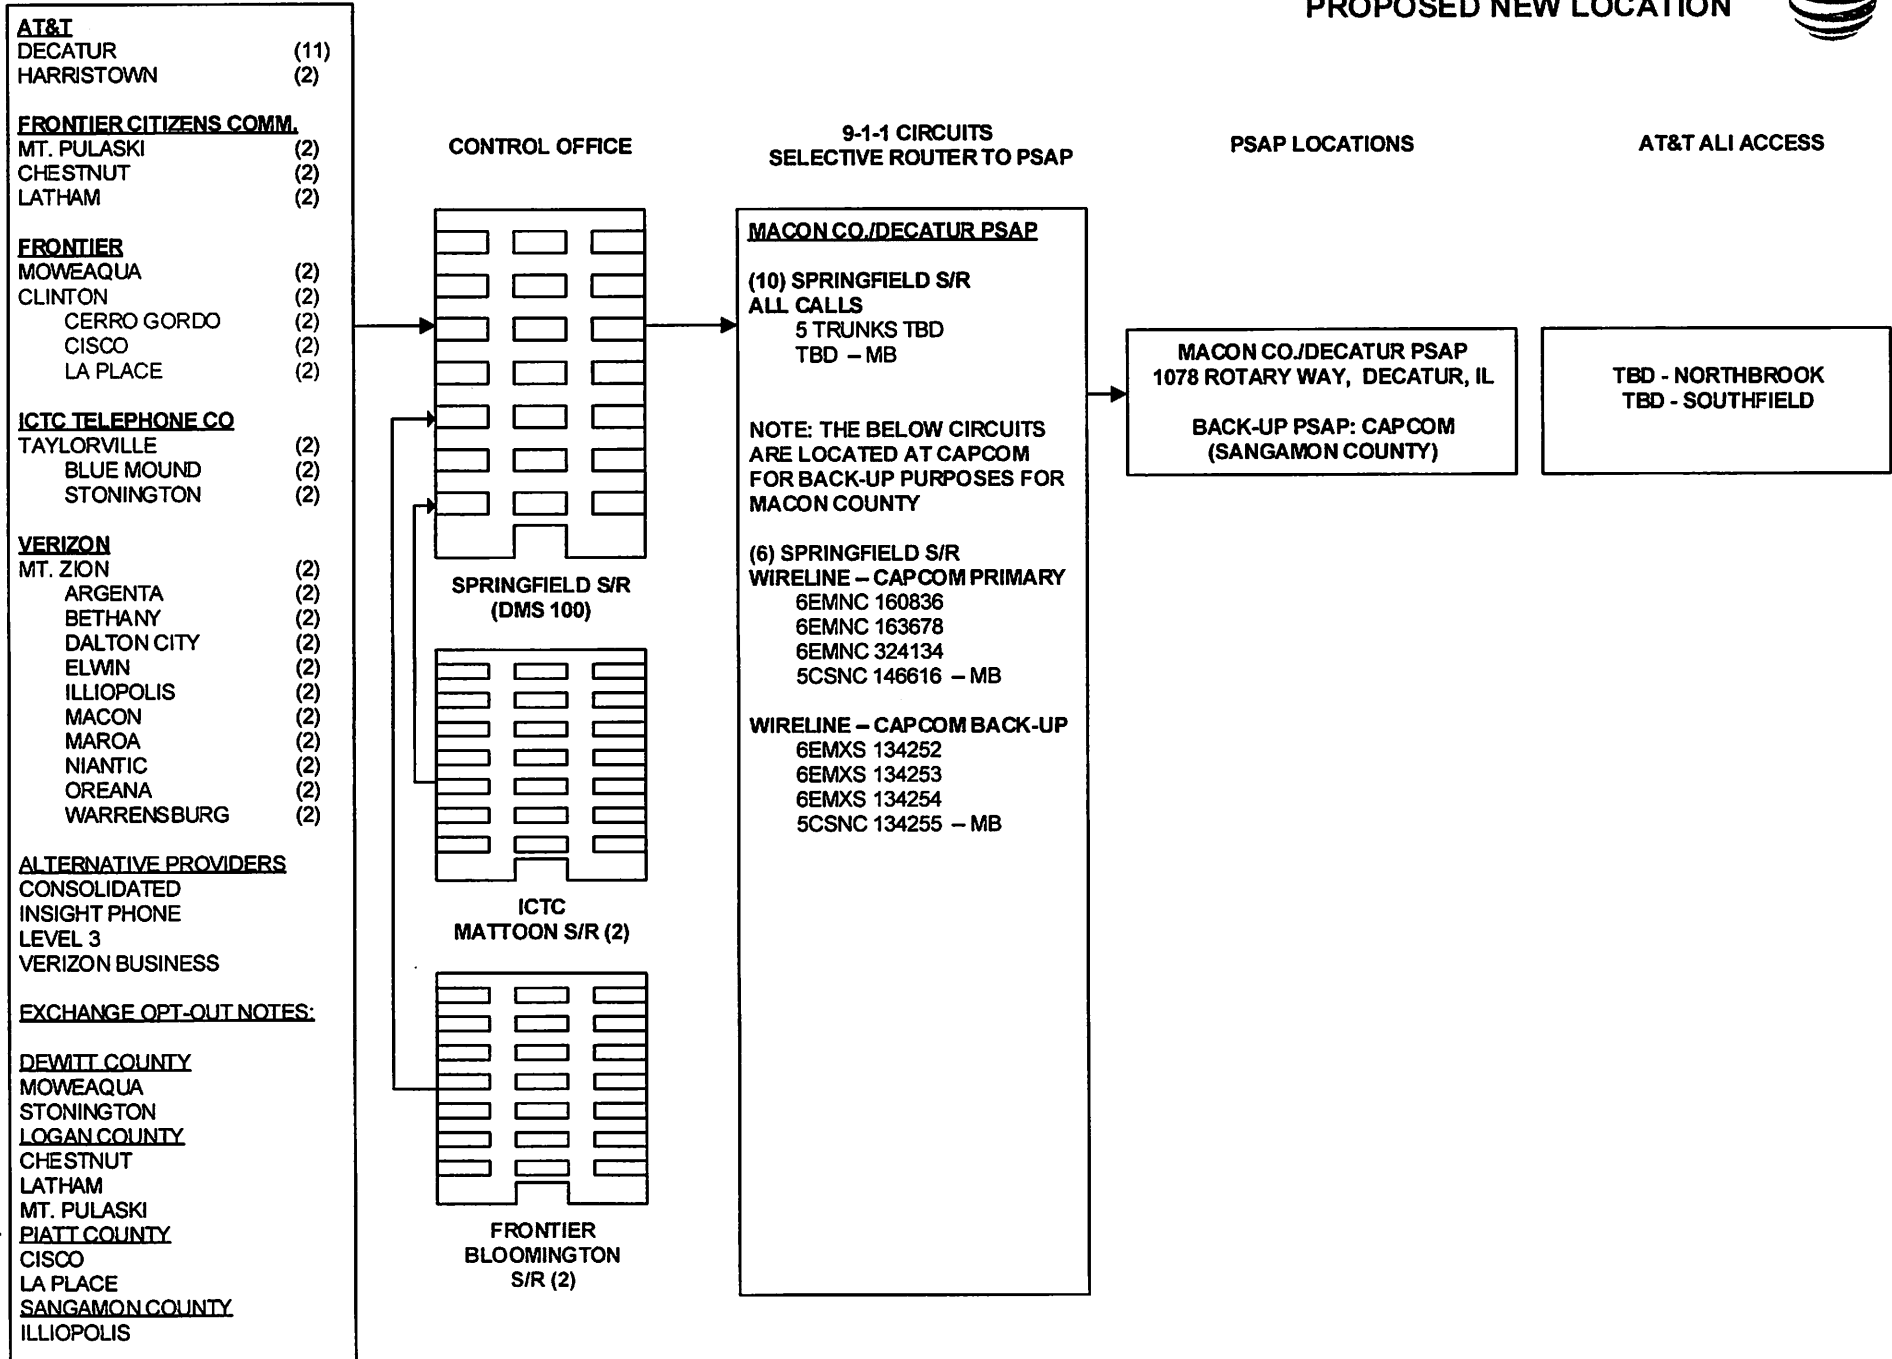 PROPOSED NEW LOCATION
AT&T
DECATUR (11)
HARRISTOWN (2)
FRONTIER CITIZENS COMM.
MT. PULASKI (2)
CHESTNUT (2)
LATHAM (2)
FRONTIER
MOWEAQUA (2)
CLINTON (2)
CERRO GORDO (2)
CISCO (2)
LA PLACE (2)
ICTC TELEPHONE CO
TAYLORVILLE (2)
BLUE MOUND (2)
STONINGTON (2)
VERIZON
MT. ZION (2)
ARGENTA (2)
BETHANY (2)
DALTON CITY (2)
ELWIN (2)
ILLIOPOLIS (2)
MACON (2)
MAROA (2)
NIANTIC (2)
OREANA (2)
WARRENSBURG (2)
ALTERNATIVE PROVIDERS
CONSOLIDATED
INSIGHT PHONE
LEVEL 3
VERIZON BUSINESS
EXCHANGE OPT-OUT NOTES:
DEWITT COUNTY
MOWEAQUA
STONINGTON
LOGAN COUNTY
CHESTNUT
LATHAM
MT. PULASKI
PIATT COUNTY
CISCO
LA PLACE
SANGAMON COUNTY
ILLIOPOLIS
CONTROL OFFICE
SPRINGFIELD S/R
(DMS 100)
ICTC
MATTOON S/R (2)
FRONTIER
BLOOMINGTON
S/R (2)
9-1-1 CIRCUITS
SELECTIVE ROUTER TO PSAP
MACON CO./DECATUR PSAP
(10) SPRINGFIELD S/R
ALL CALLS
5 TRUNKS TBD
TBD – MB
NOTE: THE BELOW CIRCUITS
ARE LOCATED AT CAPCOM
FOR BACK-UP PURPOSES FOR
MACON COUNTY
(6) SPRINGFIELD S/R
WIRELINE – CAPCOM PRIMARY
6EMNC 160836
6EMNC 163678
6EMNC 324134
5CSNC 146616 – MB
WIRELINE – CAPCOM BACK-UP
6EMXS 134252
6EMXS 134253
6EMXS 134254
5CSNC 134255 – MB
PSAP LOCATIONS
MACON CO./DECATUR PSAP
1078 ROTARY WAY, DECATUR, IL
BACK-UP PSAP: CAPCOM
(SANGAMON COUNTY)
AT&T ALI ACCESS
TBD - NORTHBROOK
TBD - SOUTHFIELD